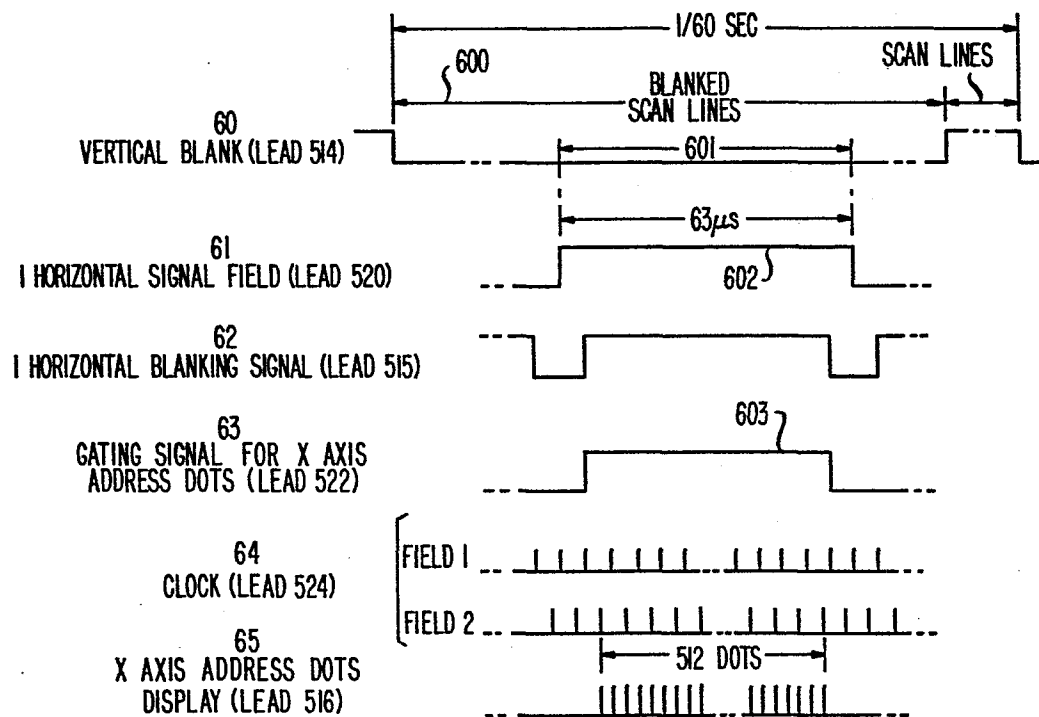 1/60 SEC
600
SCAN LINES
BLANKED
SCAN LINES
60
VERTICAL BLANK (LEAD 514)
601
63μs
61
1 HORIZONTAL SIGNAL FIELD (LEAD 520)
602
62
1 HORIZONTAL BLANKING SIGNAL (LEAD 515)
63
GATING SIGNAL FOR X AXIS
ADDRESS DOTS (LEAD 522)
603
64
CLOCK (LEAD 524)
FIELD 1
FIELD 2
65
X AXIS ADDRESS DOTS
DISPLAY (LEAD 516)
512 DOTS